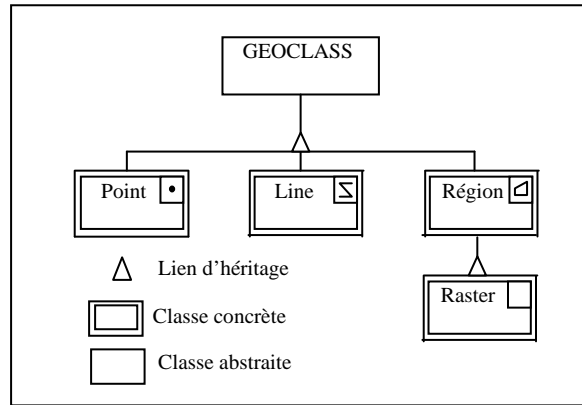 GEOCLASS
Point
Line
Région
Lien d'héritage
Raster
Classe concrète
Classe abstraite